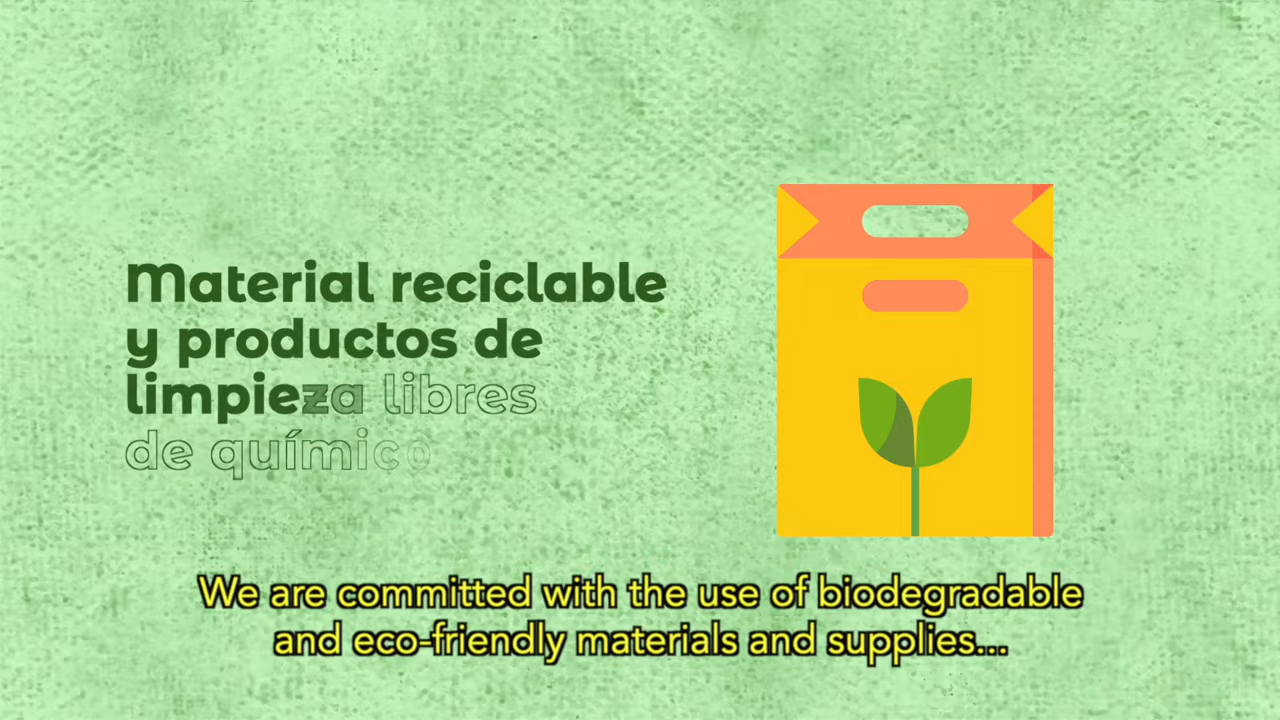 Material reciclable
y productos de
limpieza libres
de químico
We are committed with the use of biodegradable
and eco-friendly materials and supplies...